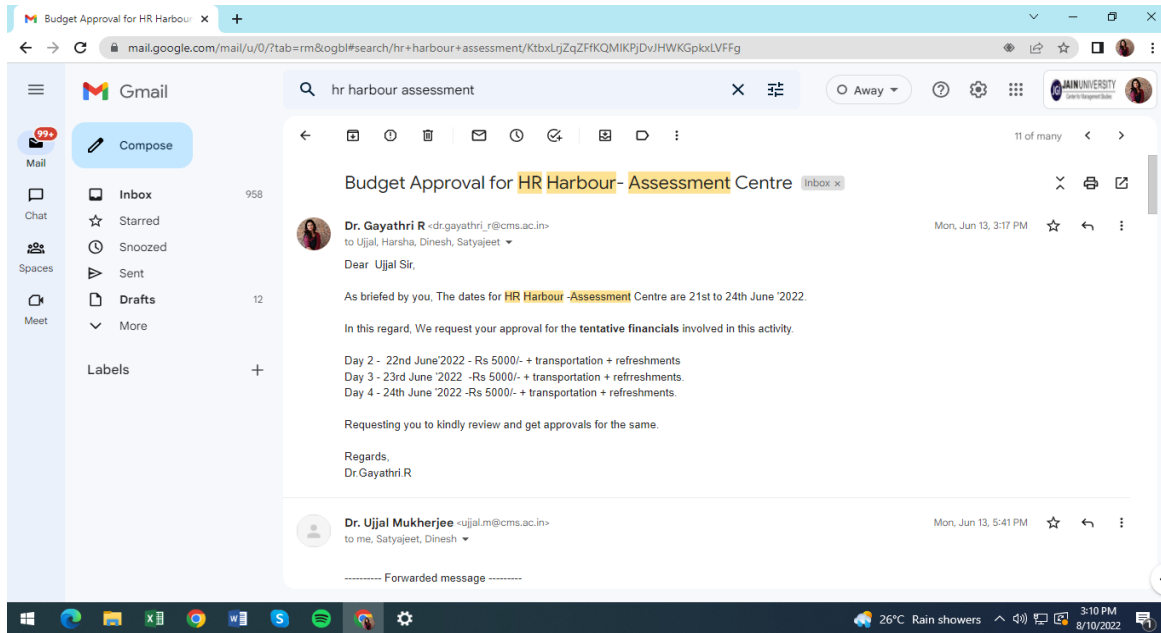 Budget Approval for HR Harbour
mail.google.com/mail/u/0/?tab=rm&ogbl#search/hr+harbour+assessment/KtbxLrjZqZFfKQMIKPjDvJHWKGpkxLVFFg
Gmail
hr harbour assessment
Away
JAIN UNIVERSITY
99+
Mail
Compose
11 of many
Chat
Inbox 958
Starred
Snoozed
Spaces
Sent
Drafts 12
Meet
More
Labels
Budget Approval for HR Harbour- Assessment Centre Inbox ×
Dr. Gayathri R <dr.gayathri_r@cms.ac.in> Mon, Jun 13, 3:17 PM
to Ujjal, Harsha, Dinesh, Satyajeet
Dear Ujjal Sir,
As briefed by you, The dates for HR Harbour -Assessment Centre are 21st to 24th June '2022.
In this regard, We request your approval for the tentative financials involved in this activity.
Day 2 - 22nd June'2022 - Rs 5000/- + transportation + refreshments
Day 3 - 23rd June '2022 -Rs 5000/- + transportation + refrreshments.
Day 4 - 24th June '2022 -Rs 5000/- + transportation + refreshments.
Requesting you to kindly review and get approvals for the same.
Regards,
Dr.Gayathri.R
Dr. Ujjal Mukherjee <ujjal.m@cms.ac.in> Mon, Jun 13, 5:41 PM
to me, Satyajeet, Dinesh
---------- Forwarded message ---------
26°C Rain showers
3:10 PM
8/10/2022